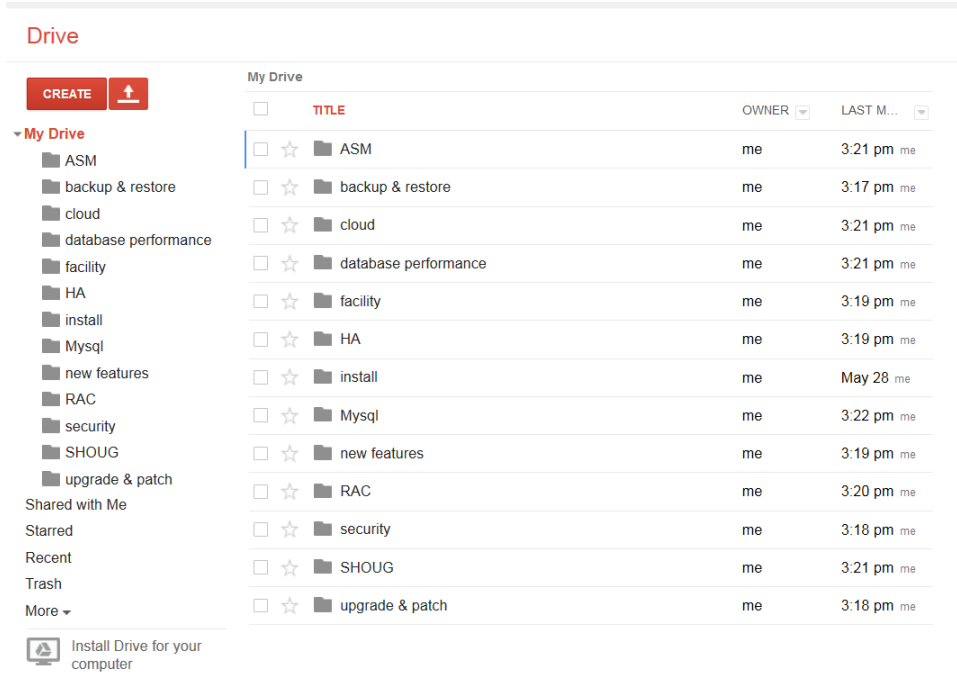 Drive
CREATE
My Drive
ASM
backup & restore
cloud
database performance
facility
HA
install
Mysql
new features
RAC
security
SHOUG
upgrade & patch
Shared with Me
Starred
Recent
Trash
More
Install Drive for your
computer
My Drive
TITLE OWNER LAST M...
ASM me 3:21 pm me
backup & restore me 3:17 pm me
cloud me 3:21 pm me
database performance me 3:21 pm me
facility me 3:19 pm me
HA me 3:19 pm me
install me May 28 me
Mysql me 3:22 pm me
new features me 3:19 pm me
RAC me 3:20 pm me
security me 3:18 pm me
SHOUG me 3:21 pm me
upgrade & patch me 3:18 pm me